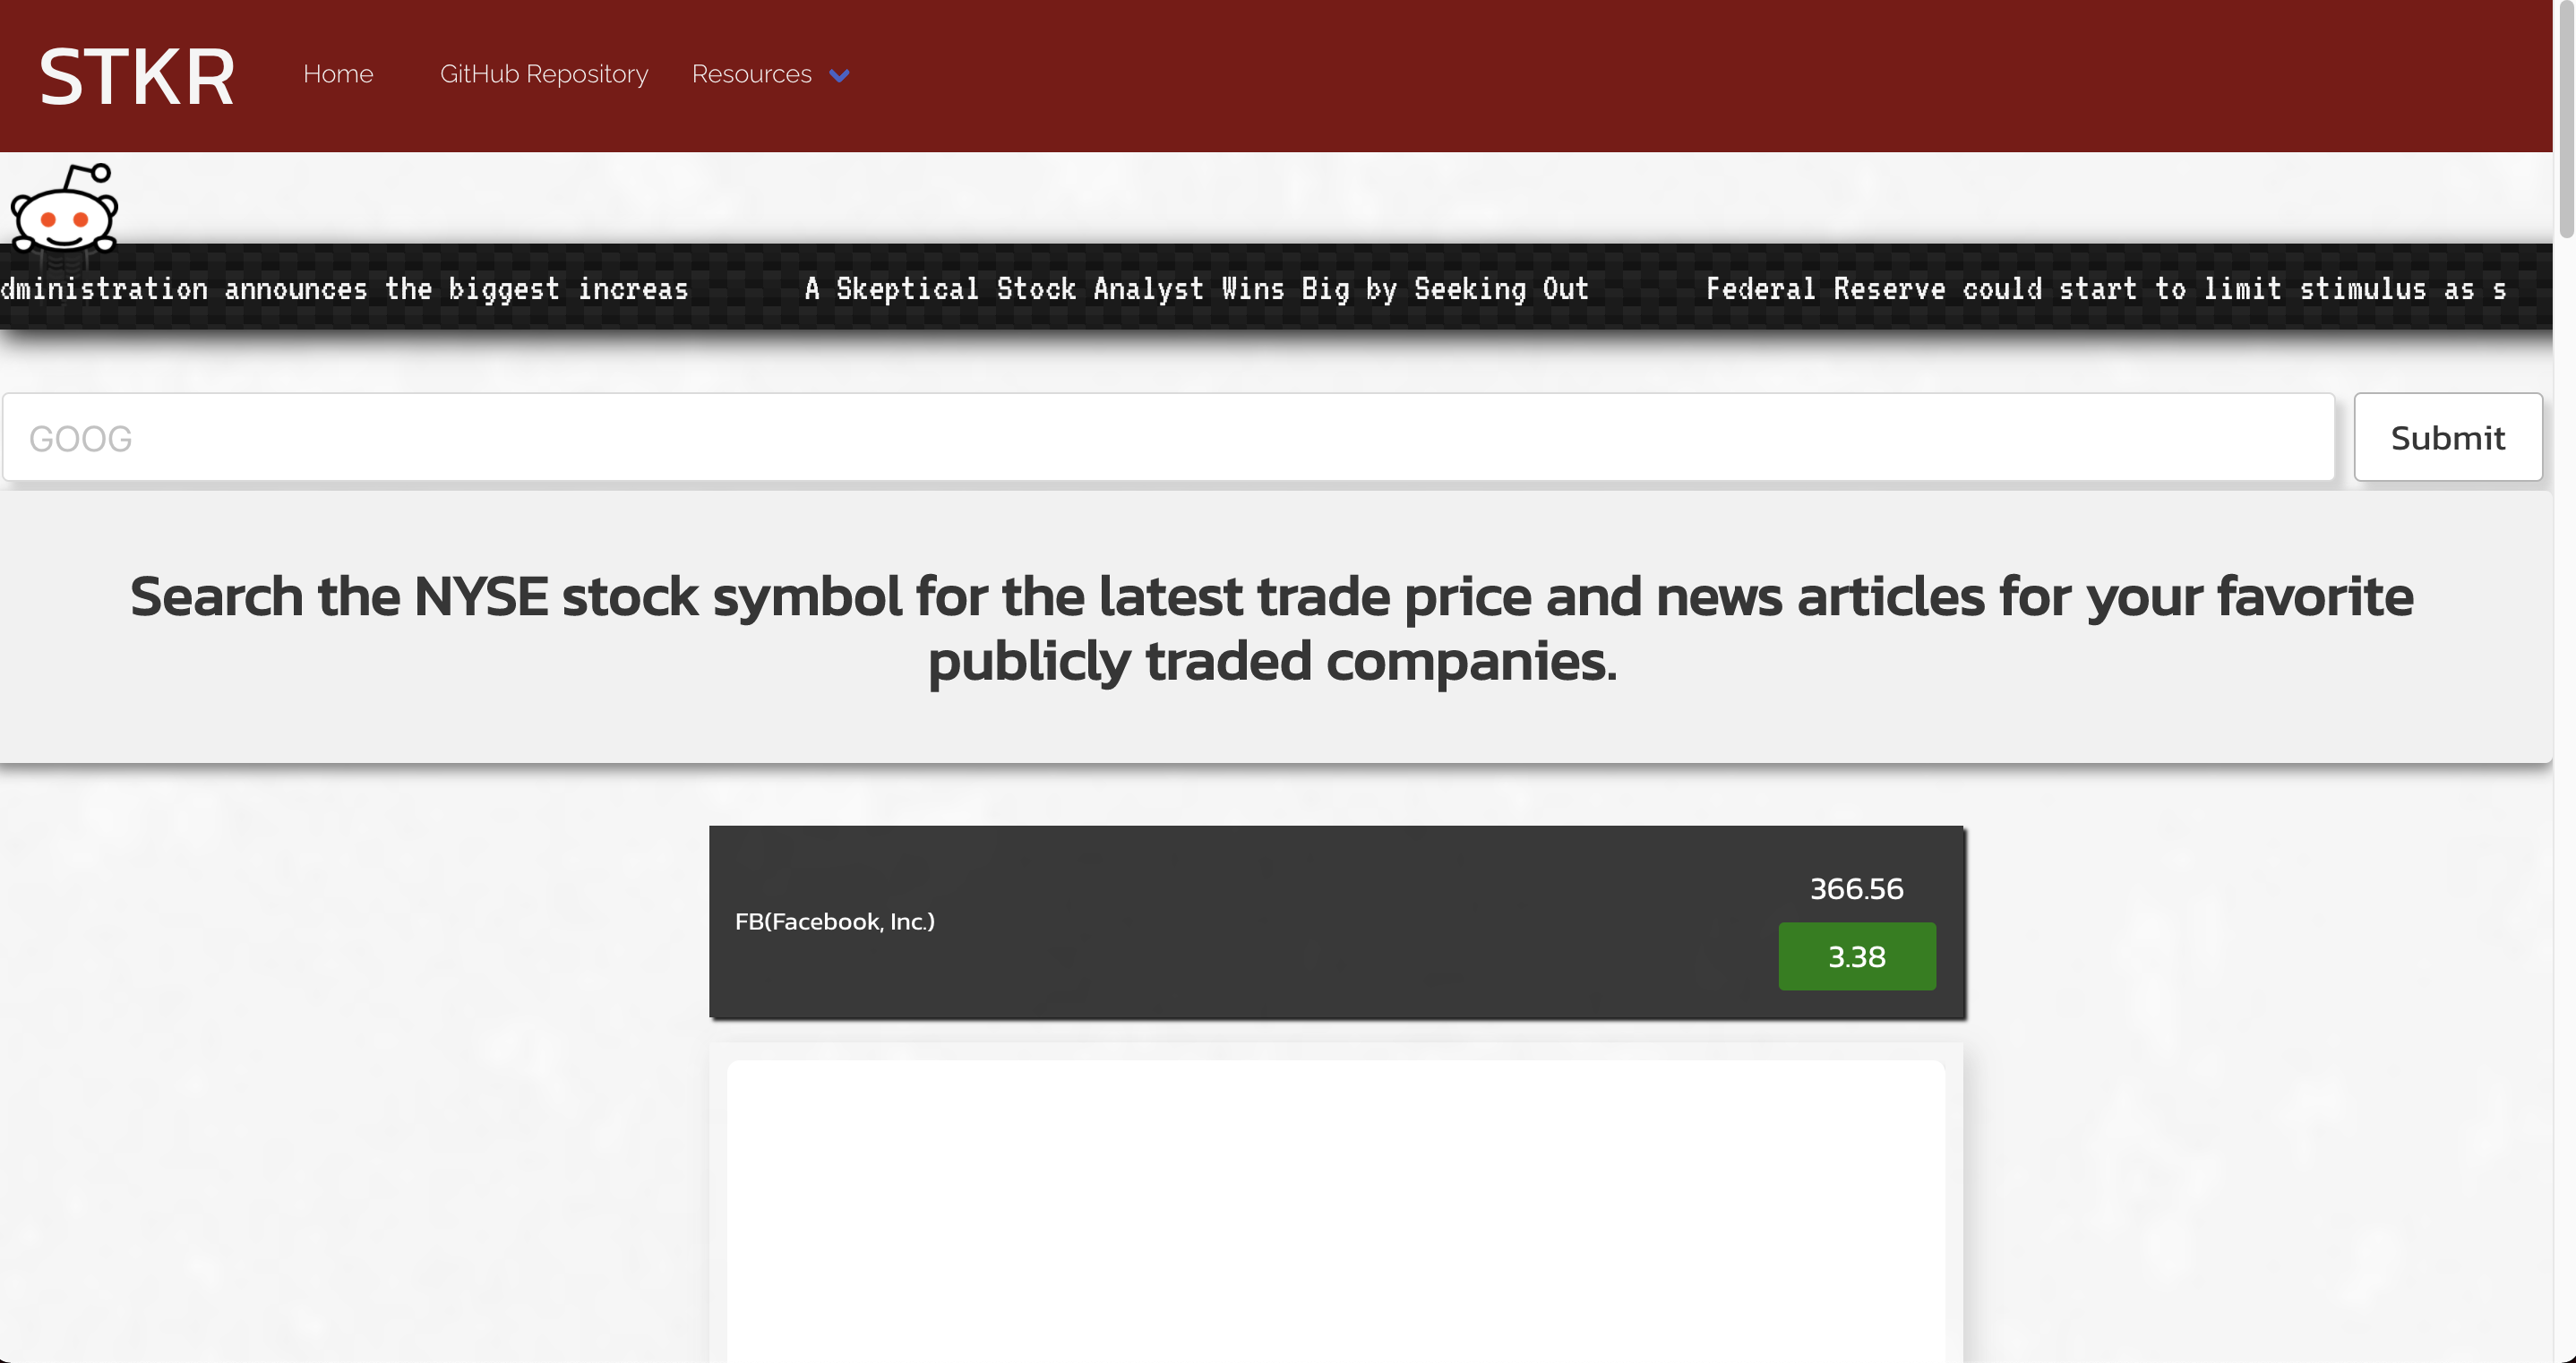 STKR
Home GitHub Repository Resources
dministration announces the biggest increas A Skeptical Stock Analyst Wins Big by Seeking Out Federal Reserve could start to limit stimulus as s
GOOG Submit
Search the NYSE stock symbol for the latest trade price and news articles for your favorite
publicly traded companies.
366.56
FB(Facebook, Inc.)
3.38